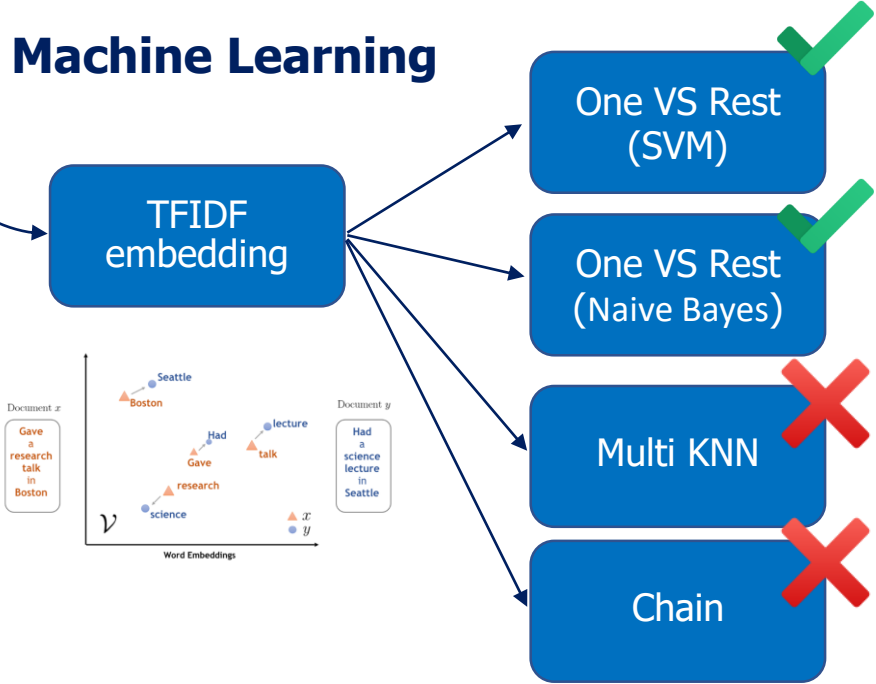 Machine Learning
TFIDF
embedding
One VS Rest
(SVM)
One VS Rest
(Naive Bayes)
Multi KNN
Chain
Document x
Gave
a
research
talk
in
Boston
Seattle
Boston
Had
Gave
lecture
talk
research
science
𝒱
x
y
Word Embeddings
Document y
Had
a
science
lecture
in
Seattle